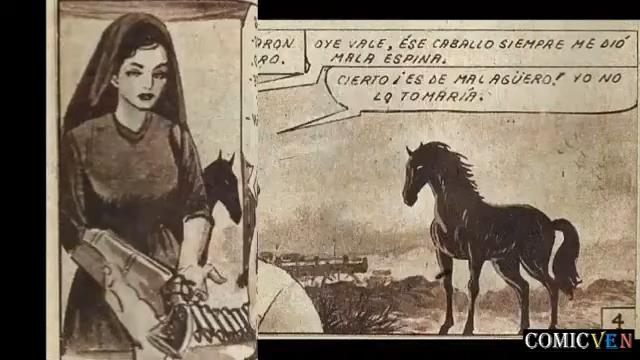 OYE VALE, ÉSE CABALLO SIEMPRE ME DIÓ
MALA ESPINA.
CIERTO ¡ES DE MAL AGÜERO! YO NO
LO TOMARÍA.
4
COMICVEN